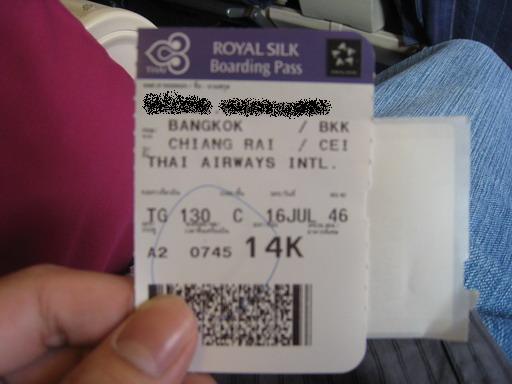 THAI
ROYAL SILK
Boarding Pass
BANGKOK / BKK
CHIANG RAI / CEI
THAI AIRWAYS INTL.
TG 130 C 16JUL 46
A2 0745 14K